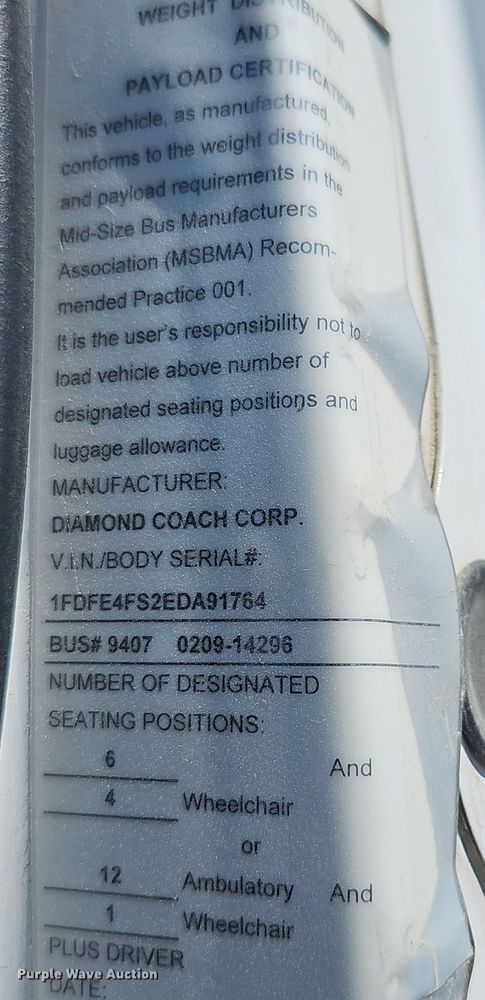 WEIGHT DISTRIBUTION
AND
PAYLOAD CERTIFICATION
This vehicle, as manufactured,
conforms to the weight distribution
and payload requirements in the
Mid-Size Bus Manufacturers
Association (MSBMA) Recom-
mended Practice 001.
It is the user's responsibility not to
load vehicle above number of
designated seating positions and
luggage allowance.
MANUFACTURER:
DIAMOND COACH CORP.
V.I.N./BODY SERIAL#:
1FDFE4FS2EDA91764
BUS# 9407 0209-14296
NUMBER OF DESIGNATED
SEATING POSITIONS:
6 And
4 Wheelchair
or
12 Ambulatory And
1 Wheelchair
PLUS DRIVER
DATE:
Purple Wave Auction